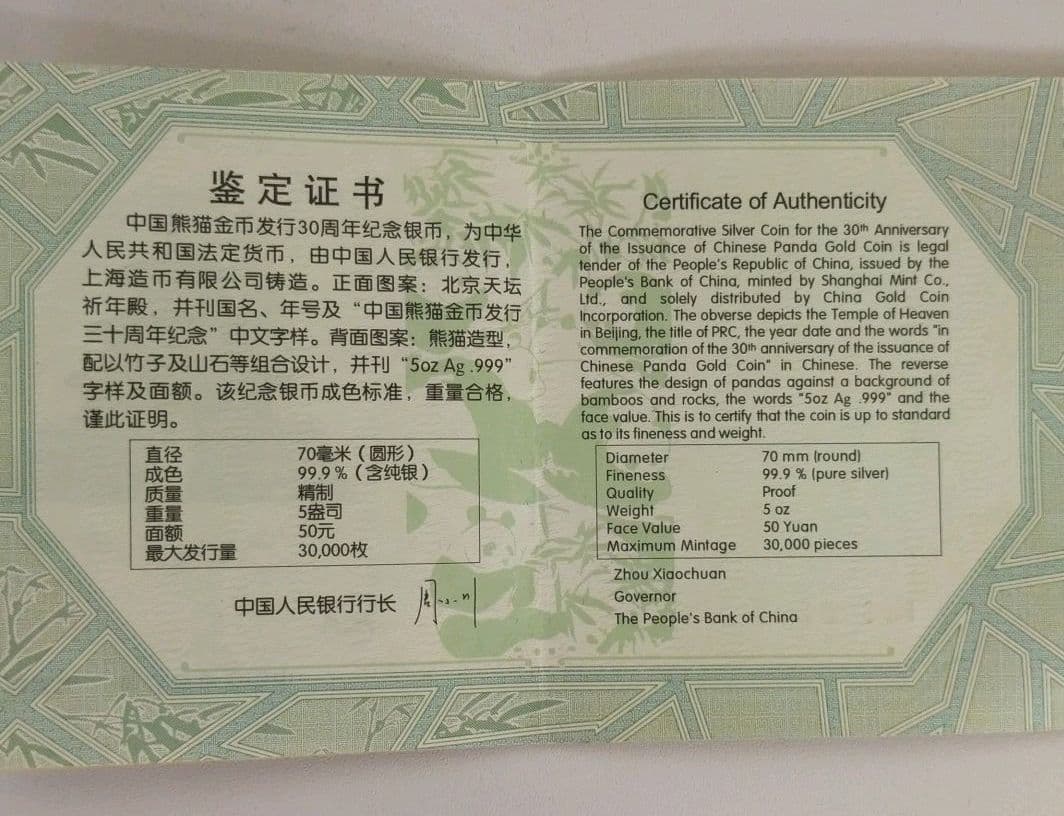 鉴定证书
中国熊猫金币发行30周年纪念银币，为中华
人民共和国法定货币，由中国人民银行发行，
上海造币有限公司铸造。正面图案：北京天坛
祈年殿，并刊国名、年号及“中国熊猫金币发行
三十周年纪念”中文字样。背面图案：熊猫造型，
配以竹子及山石等组合设计，并刊“5oz Ag .999”
字样及面额。该纪念银币成色标准，重量合格，
谨此证明。
直径 70毫米（圆形）
成色 99.9 %（含纯银）
质量 精制
重量 5盎司
面额 50元
最大发行量 30,000枚
中国人民银行行长 周小川
Certificate of Authenticity
The Commemorative Silver Coin for the 30th Anniversary
of the Issuance of Chinese Panda Gold Coin is legal
tender of the People's Republic of China, issued by the
People's Bank of China, minted by Shanghai Mint Co.,
Ltd., and solely distributed by China Gold Coin
Incorporation. The obverse depicts the Temple of Heaven
in Beijing, the title of PRC, the year date and the words "in
commemoration of the 30th anniversary of the issuance of
Chinese Panda Gold Coin" in Chinese. The reverse
features the design of pandas against a background of
bamboos and rocks, the words "5oz Ag .999" and the
face value. This is to certify that the coin is up to standard
as to its fineness and weight.
Diameter 70 mm (round)
Fineness 99.9 % (pure silver)
Quality Proof
Weight 5 oz
Face Value 50 Yuan
Maximum Mintage 30,000 pieces
Zhou Xiaochuan
Governor
The People's Bank of China